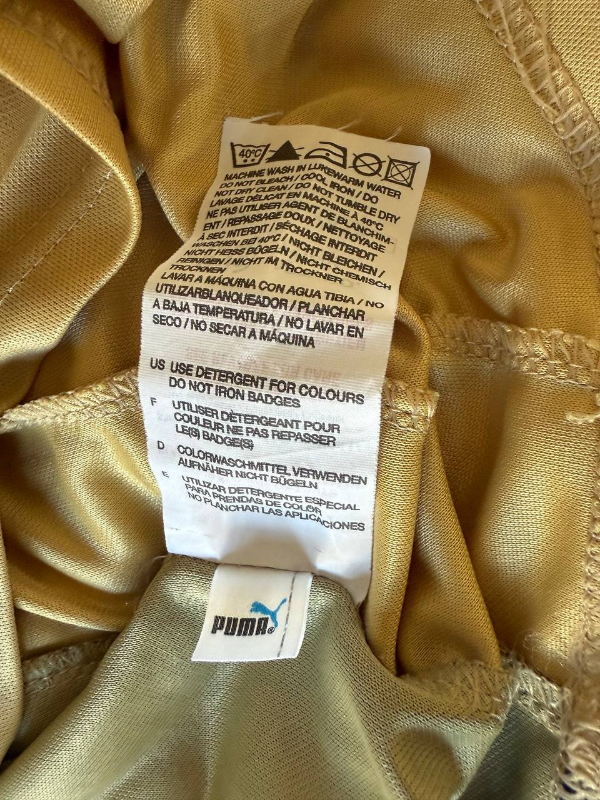 40°C
MACHINE WASH IN LUKEWARM WATER
DO NOT BLEACH / COOL IRON / DO
NOT DRY CLEAN / DO NOT TUMBLE DRY
LAVAGE DÉLICAT EN MACHINE À 40°C
NE PAS UTILISER AGENT DE BLANCHIM-
ENT / REPASSAGE DOUX / NETTOYAGE
À SEC INTERDIT / SÉCHAGE INTERDIT
WASCHEN BEI 40°C / NICHT BLEICHEN /
NICHT HEISS BÜGELN / NICHT CHEMISCH
REINIGEN / NICHT IM TROCKNER
TROCKNEN
LAVAR A MÁQUINA CON AGUA TIBIA / NO
UTILIZARBLANQUEADOR / PLANCHAR
A BAJA TEMPERATURA / NO LAVAR EN
SECO / NO SECAR A MÁQUINA
US USE DETERGENT FOR COLOURS
DO NOT IRON BADGES
F UTILISER DÈTERGEANT POUR
COULEUR NE PAS REPASSER
LE(S) BADGE(S)
D COLORWASCHMITTEL VERWENDEN
AUFNÄHER NICHT BÜGELN
E UTILIZAR DETERGENTE ESPECIAL
PARA PRENDAS DE COLOR
NO PLANCHAR LAS APLICACIONES
PUMA®